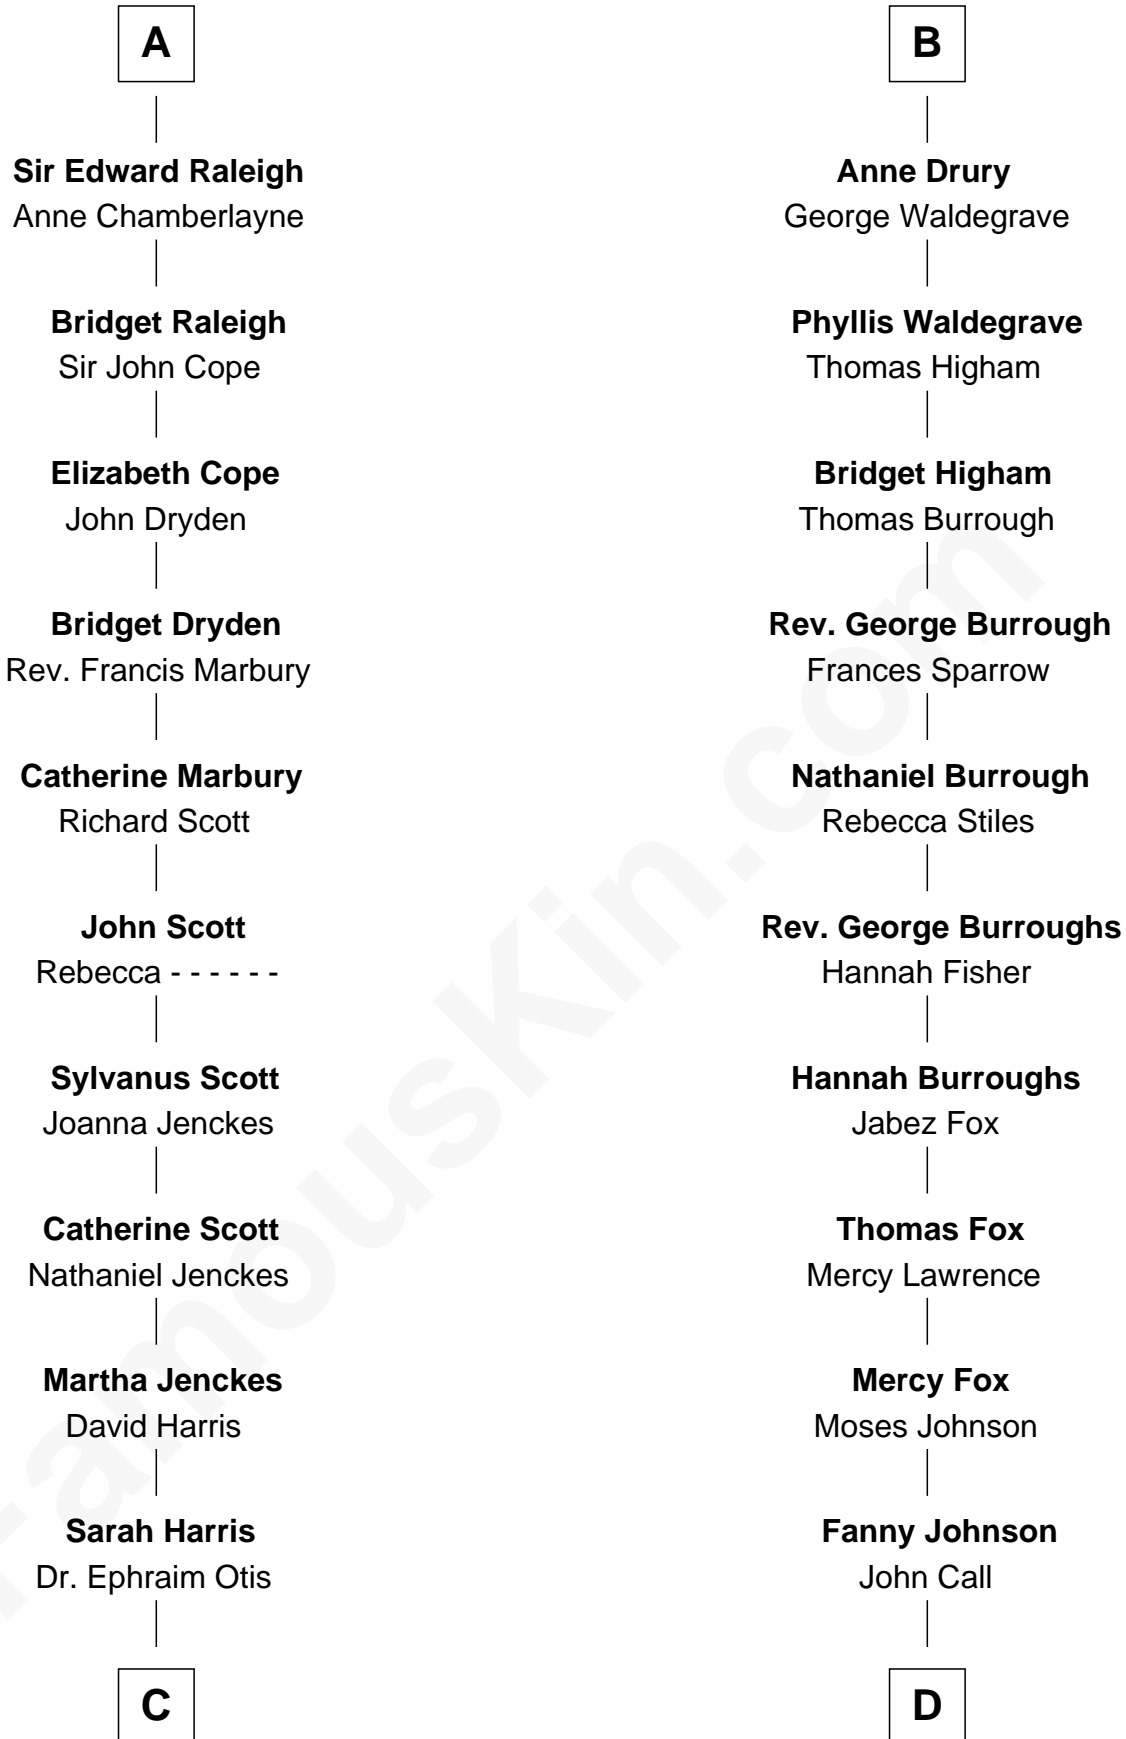 A
Sir Edward Raleigh
Anne Chamberlayne
Bridget Raleigh
Sir John Cope
Elizabeth Cope
John Dryden
Bridget Dryden
Rev. Francis Marbury
Catherine Marbury
Richard Scott
John Scott
Rebecca - - - - - -
Sylvanus Scott
Joanna Jenckes
Catherine Scott
Nathaniel Jenckes
Martha Jenckes
David Harris
Sarah Harris
Dr. Ephraim Otis
C
B
Anne Drury
George Waldegrave
Phyllis Waldegrave
Thomas Higham
Bridget Higham
Thomas Burrough
Rev. George Burrough
Frances Sparrow
Nathaniel Burrough
Rebecca Stiles
Rev. George Burroughs
Hannah Fisher
Hannah Burroughs
Jabez Fox
Thomas Fox
Mercy Lawrence
Mercy Fox
Moses Johnson
Fanny Johnson
John Call
D
FamousKin.com